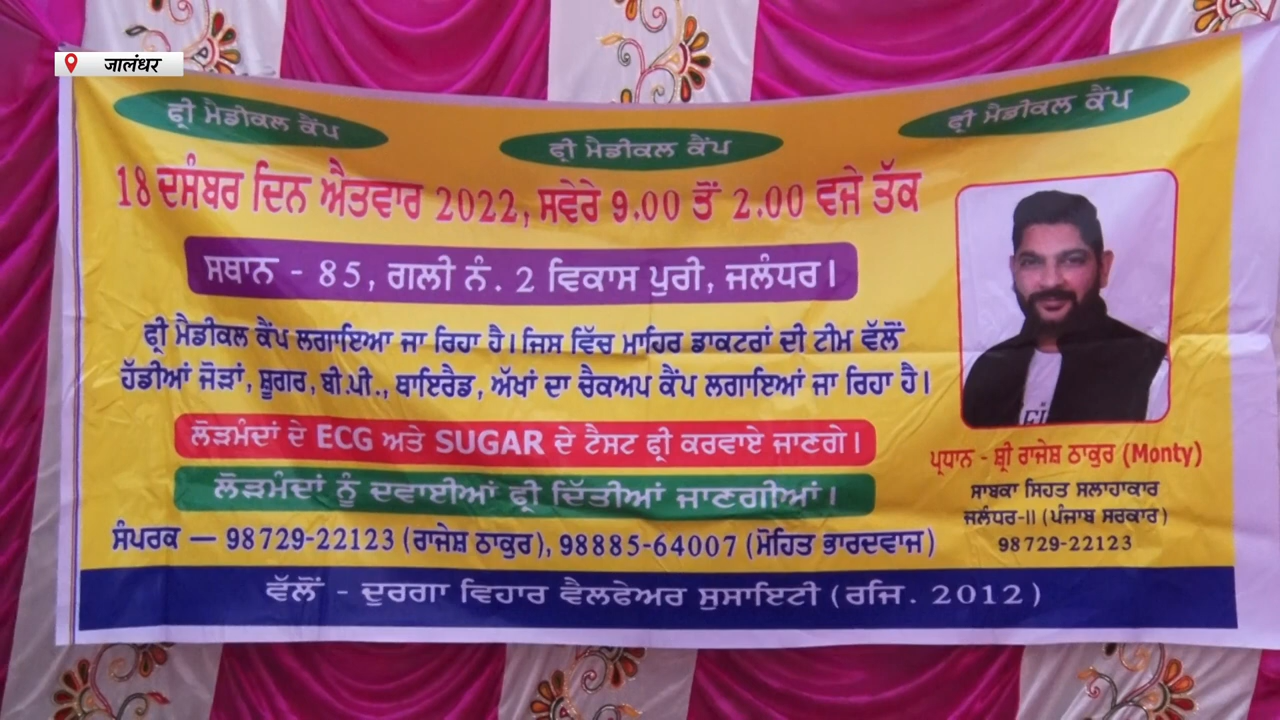 जालंधर
ਫ੍ਰੀ ਮੈਡੀਕਲ ਕੈਂਪ
ਫ੍ਰੀ ਮੈਡੀਕਲ ਕੈਂਪ
ਫ੍ਰੀ ਮੈਡੀਕਲ ਕੈਂਪ
18 ਦਸੰਬਰ ਦਿਨ ਐਤਵਾਰ 2022, ਸਵੇਰੇ 9.00 ਤੋਂ 2.00 ਵਜੇ ਤੱਕ
ਸਥਾਨ - 85, ਗਲੀ ਨੰ. 2 ਵਿਕਾਸ ਪੁਰੀ, ਜਲੰਧਰ।
ਫ੍ਰੀ ਮੈਡੀਕਲ ਕੈਂਪ ਲਗਾਇਆ ਜਾ ਰਿਹਾ ਹੈ। ਜਿਸ ਵਿੱਚ ਮਾਹਿਰ ਡਾਕਟਰਾਂ ਦੀ ਟੀਮ ਵੱਲੋਂ
ਹੱਡੀਆਂ ਜੋੜਾਂ, ਸ਼ੂਗਰ, ਬੀ.ਪੀ., ਥਾਇਰੈਡ, ਅੱਖਾਂ ਦਾ ਚੈਕਅਪ ਕੈਂਪ ਲਗਾਇਆਂ ਜਾ ਰਿਹਾ ਹੈ।
ਲੋੜਮੰਦਾਂ ਦੇ ECG ਅਤੇ SUGAR ਦੇ ਟੈਸਟ ਫ੍ਰੀ ਕਰਵਾਏ ਜਾਣਗੇ।
ਲੋੜਮੰਦਾਂ ਨੂੰ ਦਵਾਈਆਂ ਫ੍ਰੀ ਦਿੱਤੀਆਂ ਜਾਣਗੀਆਂ।
ਸੰਪਰਕ — 98729-22123 (ਰਾਜੇਸ਼ ਠਾਕੁਰ), 98885-64007 (ਮੋਹਿਤ ਭਾਰਦਵਾਜ)
ਪ੍ਰਧਾਨ - ਸ਼੍ਰੀ ਰਾਜੇਸ਼ ਠਾਕੁਰ (Monty)
ਸਾਬਕਾ ਸਿਹਤ ਸਲਾਹਾਕਾਰ
ਜਲੰਧਰ-II (ਪੰਜਾਬ ਸਰਕਾਰ)
98729-22123
ਵੱਲੋਂ - ਦੁਰਗਾ ਵਿਹਾਰ ਵੈਲਫੇਅਰ ਸੁਸਾਇਟੀ (ਰਜਿ. 2012)